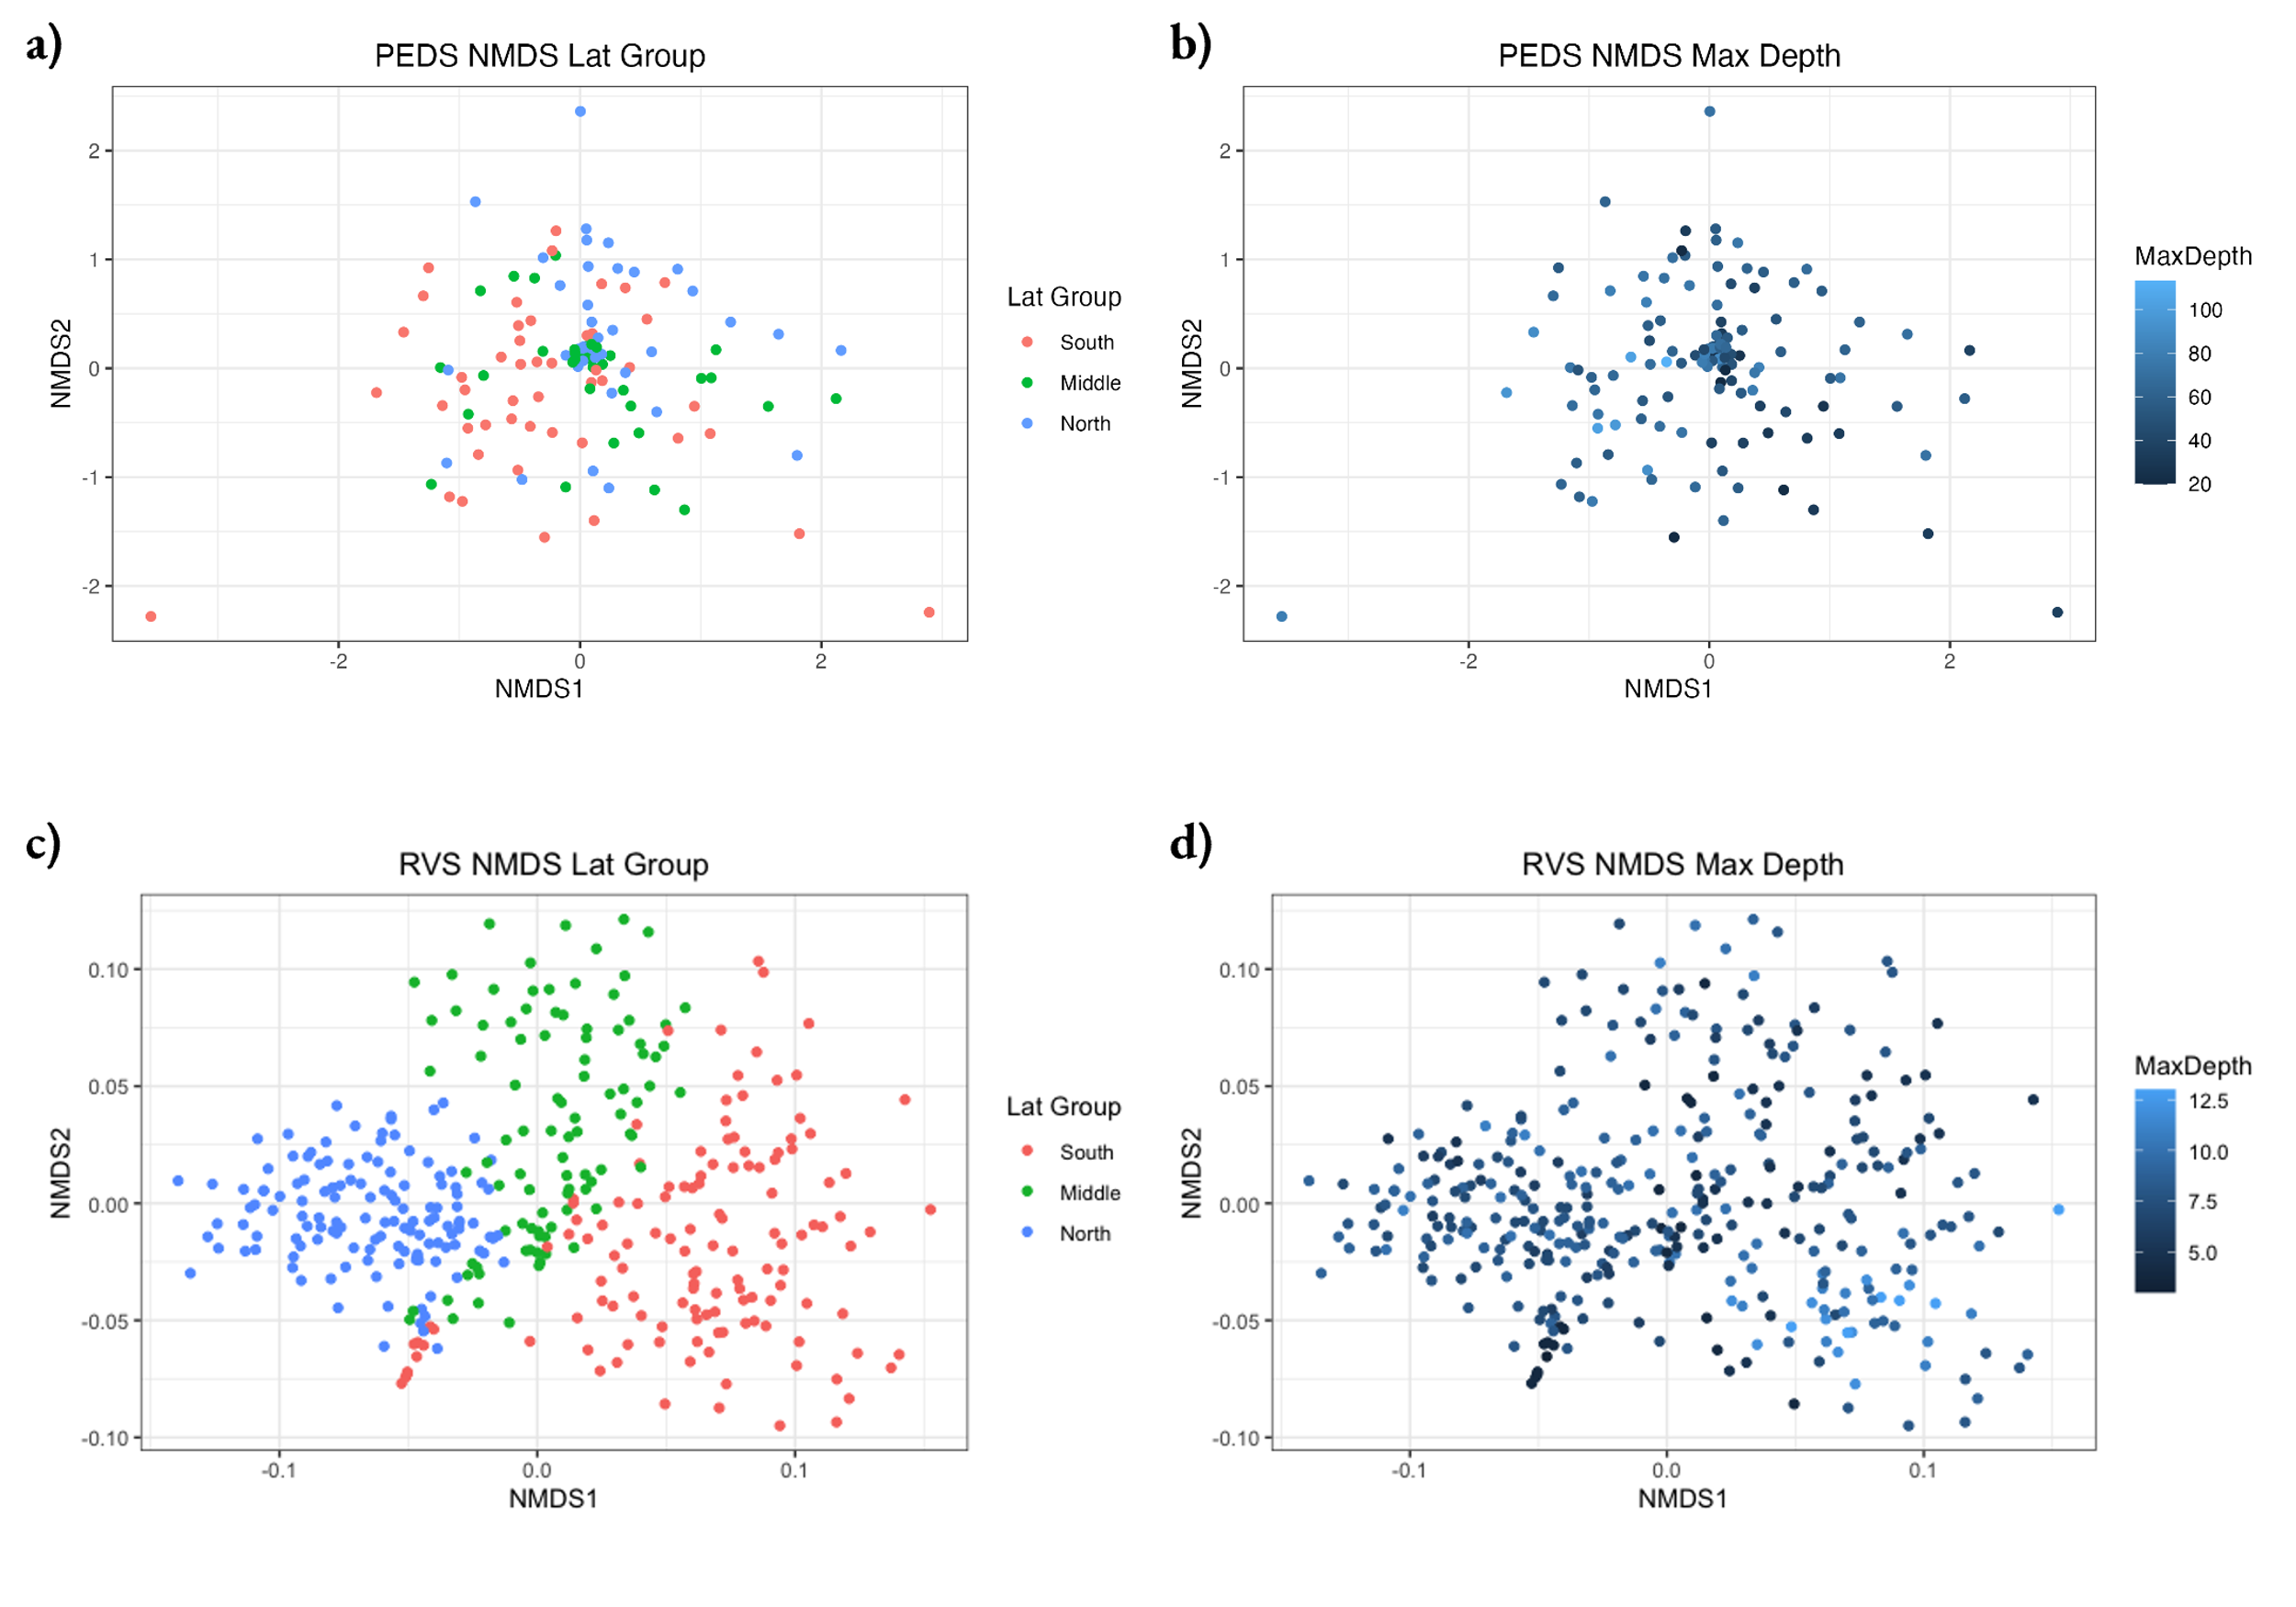 a)
PEDS NMDS Lat Group
NMDS2
2
1
0
-1
-2
-2
0
2
NMDS1
Lat Group
South
Middle
North
b)
PEDS NMDS Max Depth
NMDS2
2
1
0
-1
-2
-2
0
2
NMDS1
MaxDepth
100
80
60
40
20
c)
RVS NMDS Lat Group
NMDS2
0.10
0.05
0.00
-0.05
-0.10
-0.1
0.0
0.1
NMDS1
Lat Group
South
Middle
North
d)
RVS NMDS Max Depth
NMDS2
0.10
0.05
0.00
-0.05
-0.10
-0.1
0.0
0.1
NMDS1
MaxDepth
12.5
10.0
7.5
5.0